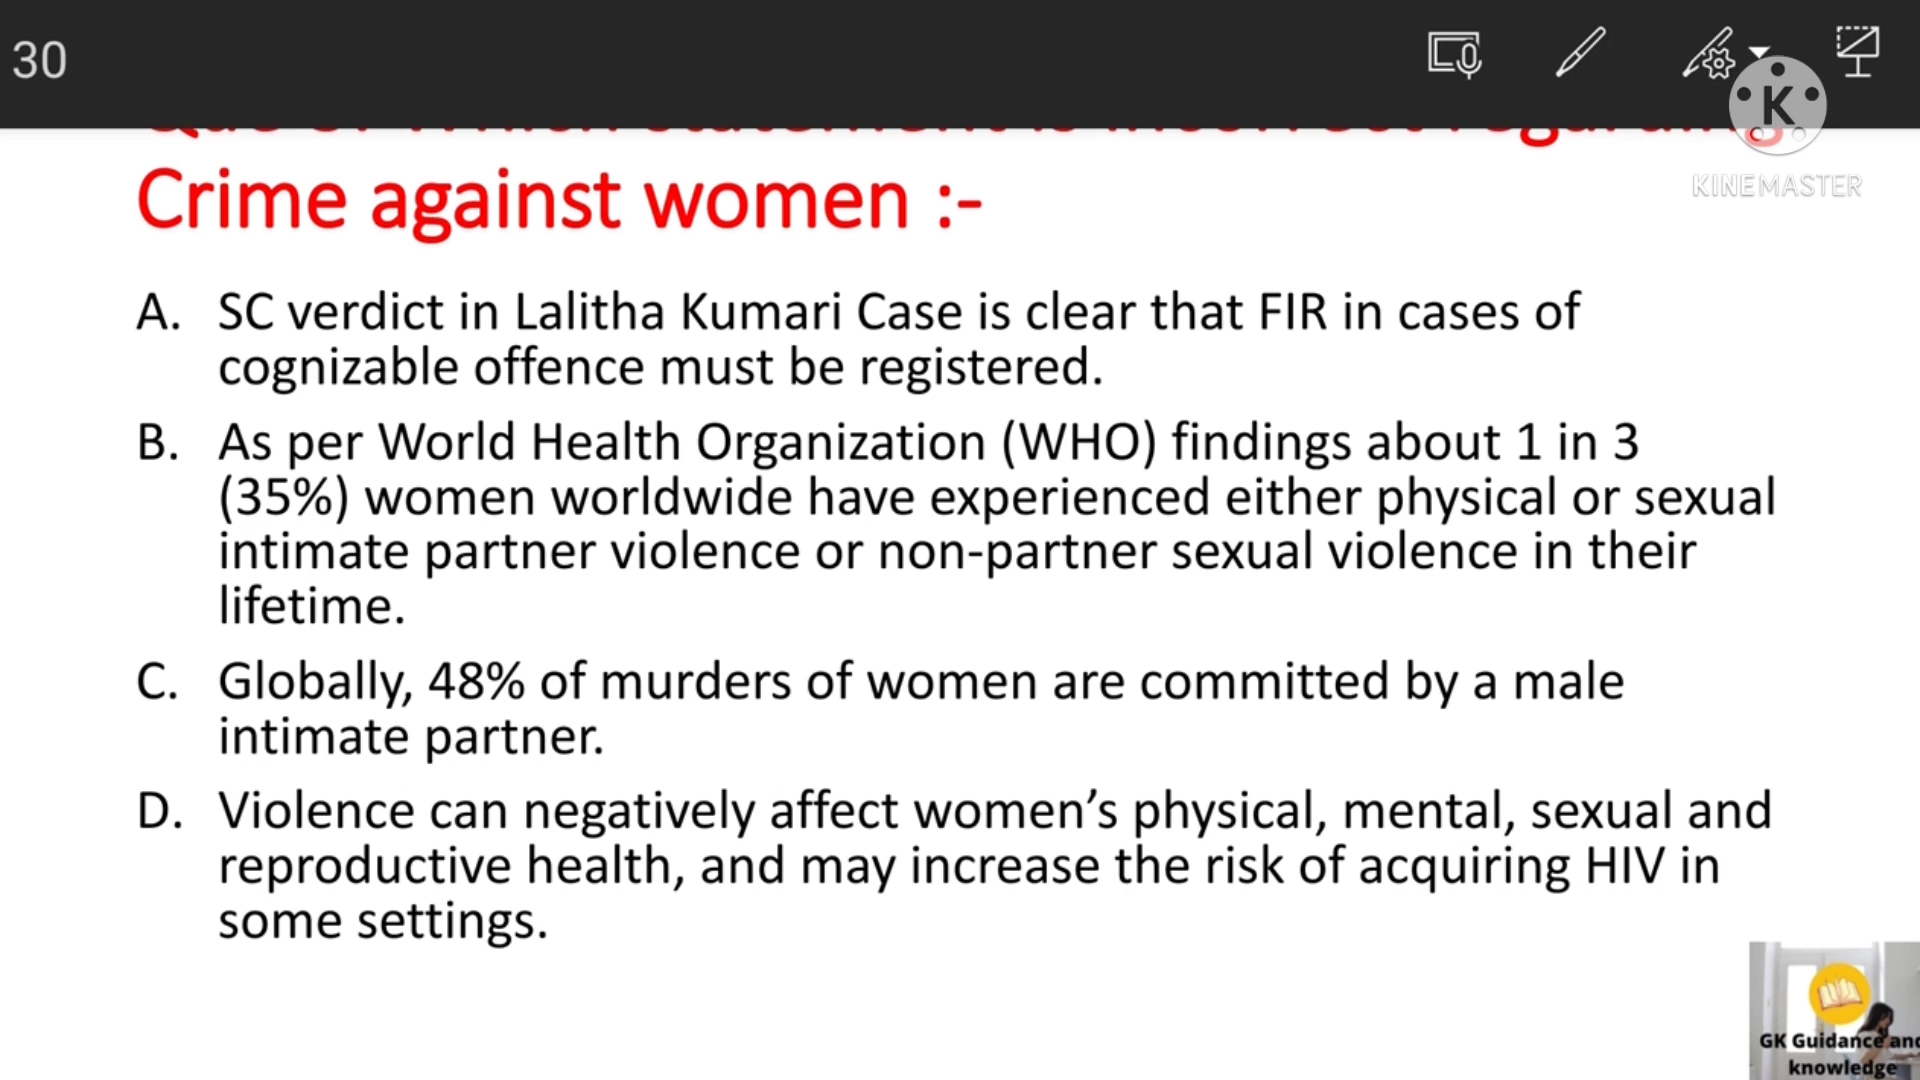 30
K
KINEMASTER
Crime against women :-
A. SC verdict in Lalitha Kumari Case is clear that FIR in cases of
cognizable offence must be registered.
B. As per World Health Organization (WHO) findings about 1 in 3
(35%) women worldwide have experienced either physical or sexual
intimate partner violence or non-partner sexual violence in their
lifetime.
C. Globally, 48% of murders of women are committed by a male
intimate partner.
D. Violence can negatively affect women’s physical, mental, sexual and
reproductive health, and may increase the risk of acquiring HIV in
some settings.
GK Guidance and
knowledge